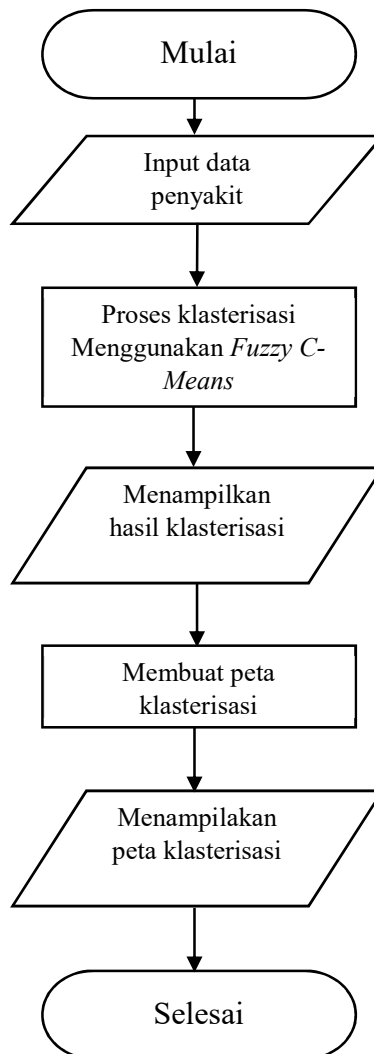 Mulai
Input data
penyakit
Proses klasterisasi
Menggunakan Fuzzy C-
Means
Menampilkan
hasil klasterisasi
Membuat peta
klasterisasi
Menampilakan
peta klasterisasi
Selesai